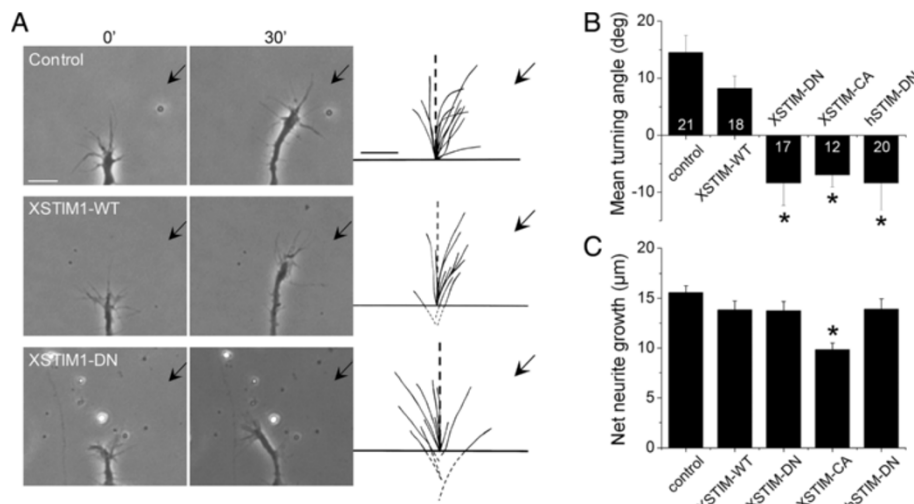 A
0'
30'
Control
XSTIM1-WT
XSTIM1-DN
B
Mean turning angle (deg)
20
10
0
-10
21
18
17
12
20
control
XSTIM-WT
XSTIM-DN
XSTIM-CA
hSTIM-DN
*
*
*
C
Net neurite growth (µm)
20
15
10
5
0
*
control
XSTIM-WT
XSTIM-DN
XSTIM-CA
hSTIM-DN